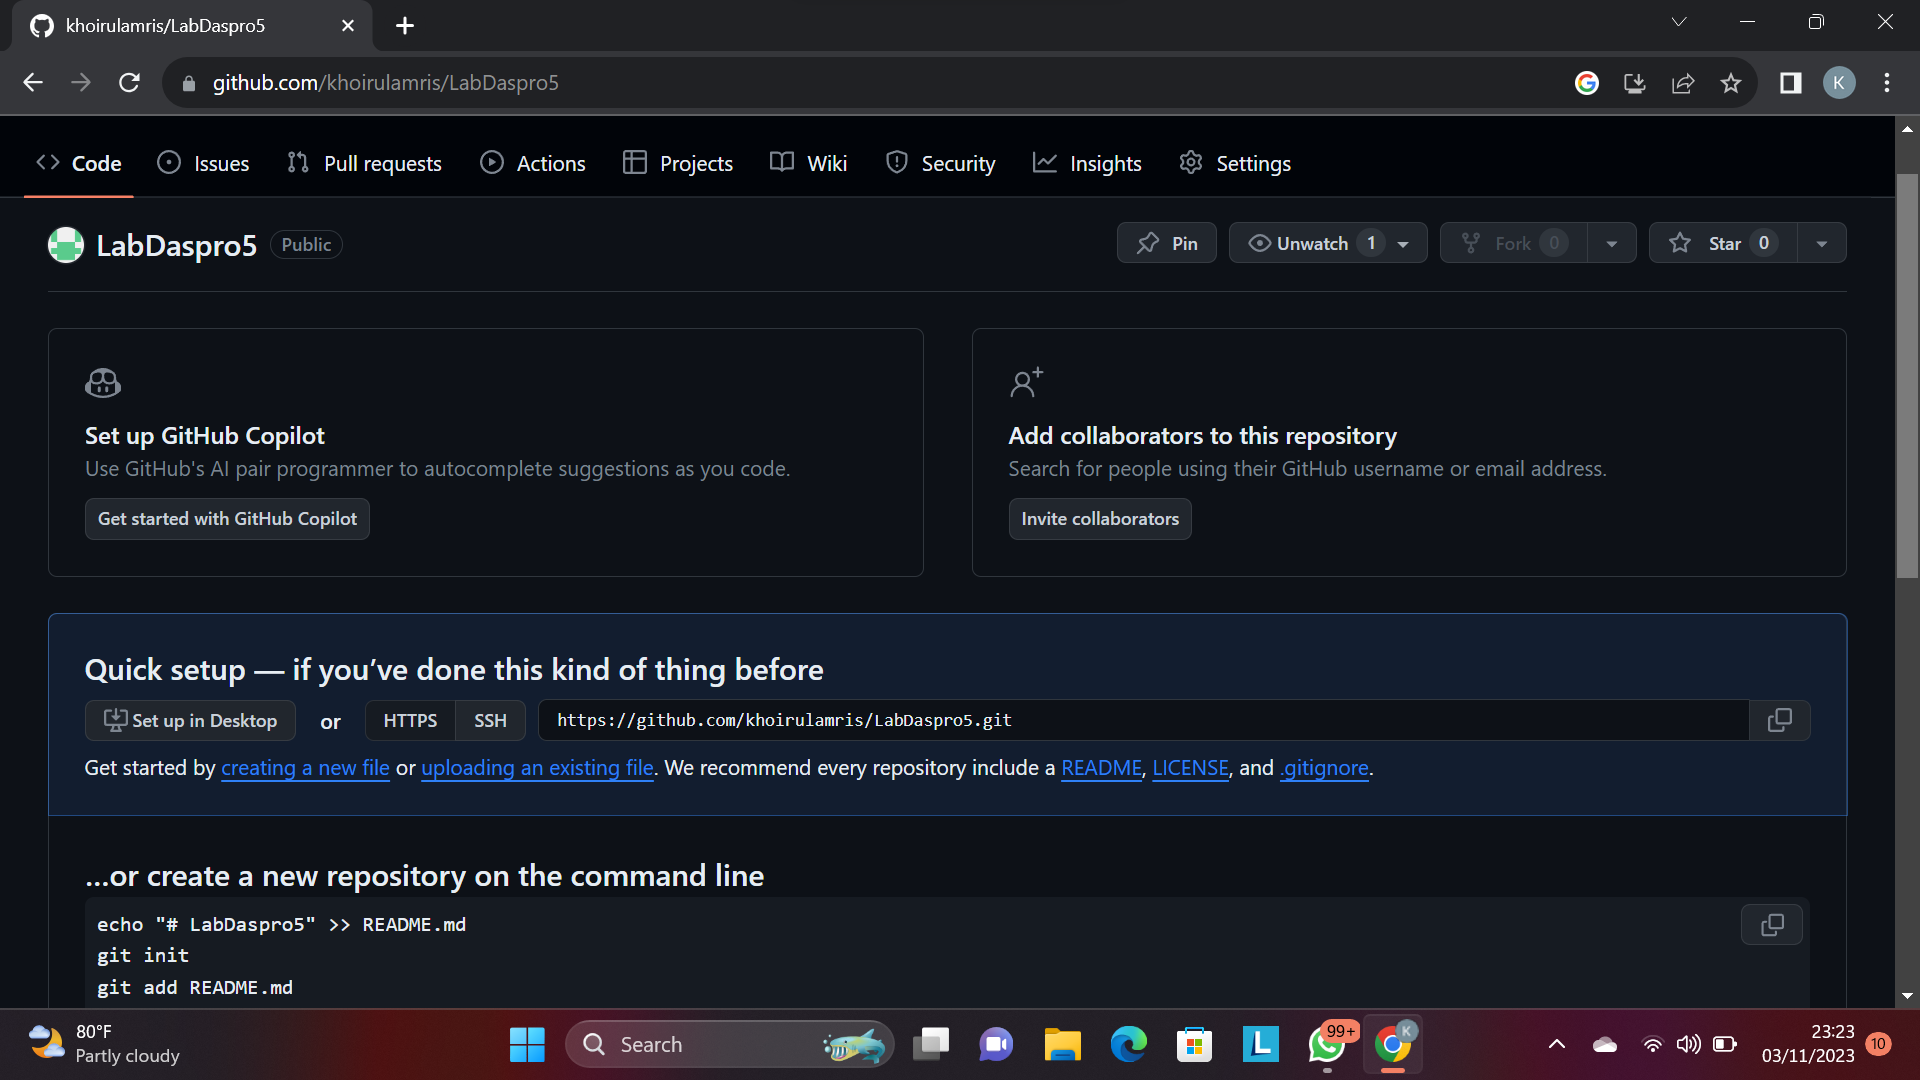 khoirulamris/LabDaspro5
github.com/khoirulamris/LabDaspro5
K
Code Issues Pull requests Actions Projects Wiki Security Insights Settings
LabDaspro5 Public
Pin Unwatch 1 Fork 0 Star 0
Set up GitHub Copilot
Use GitHub's AI pair programmer to autocomplete suggestions as you code.
Get started with GitHub Copilot
Add collaborators to this repository
Search for people using their GitHub username or email address.
Invite collaborators
Quick setup — if you’ve done this kind of thing before
Set up in Desktop or HTTPS SSH https://github.com/khoirulamris/LabDaspro5.git
Get started by creating a new file or uploading an existing file. We recommend every repository include a README, LICENSE, and .gitignore.
…or create a new repository on the command line
echo "# LabDaspro5" >> README.md
git init
git add README.md
80°F
Partly cloudy
Search
L
99+
K
23:23
03/11/2023
10